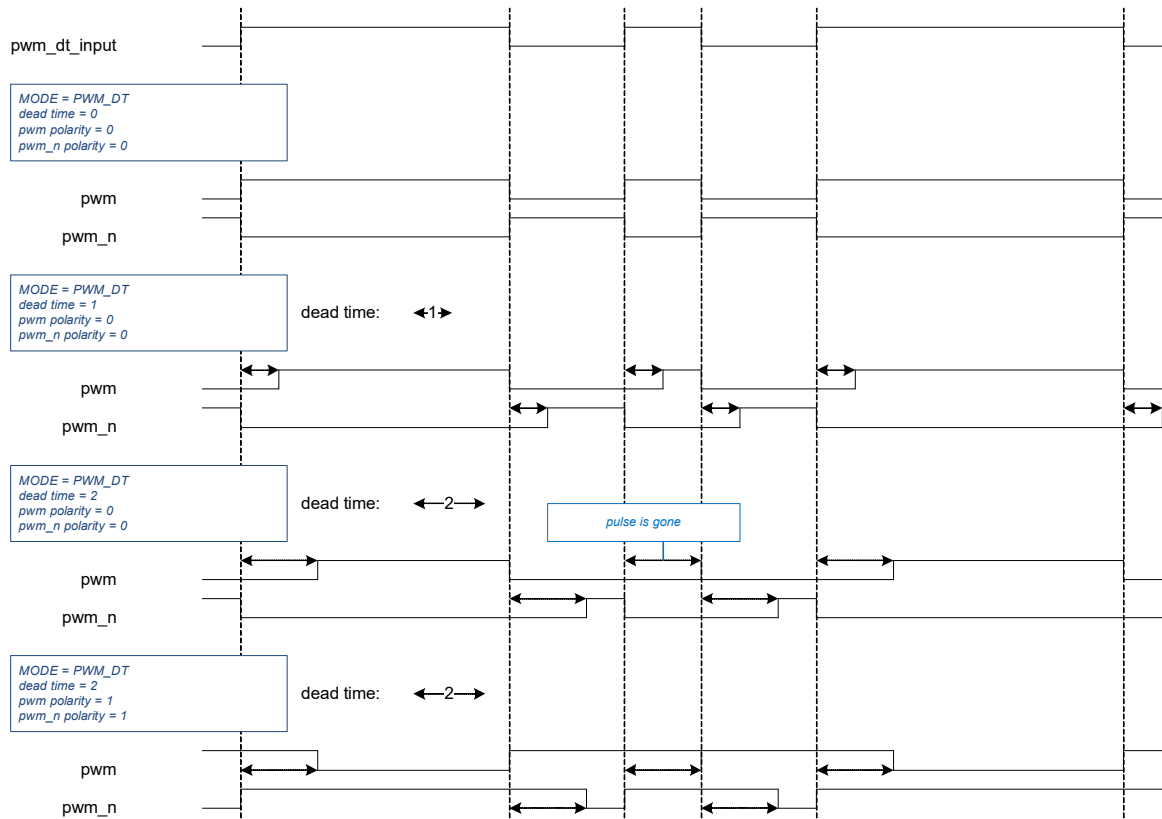 pwm_dt_input
MODE = PWM_DT
dead time = 0
pwm polarity = 0
pwm_n polarity = 0
pwm
pwm_n
MODE = PWM_DT
dead time = 1
pwm polarity = 0
pwm_n polarity = 0
dead time: 1
pwm
pwm_n
MODE = PWM_DT
dead time = 2
pwm polarity = 0
pwm_n polarity = 0
dead time: 2
pulse is gone
pwm
pwm_n
MODE = PWM_DT
dead time = 2
pwm polarity = 1
pwm_n polarity = 1
dead time: 2
pwm
pwm_n